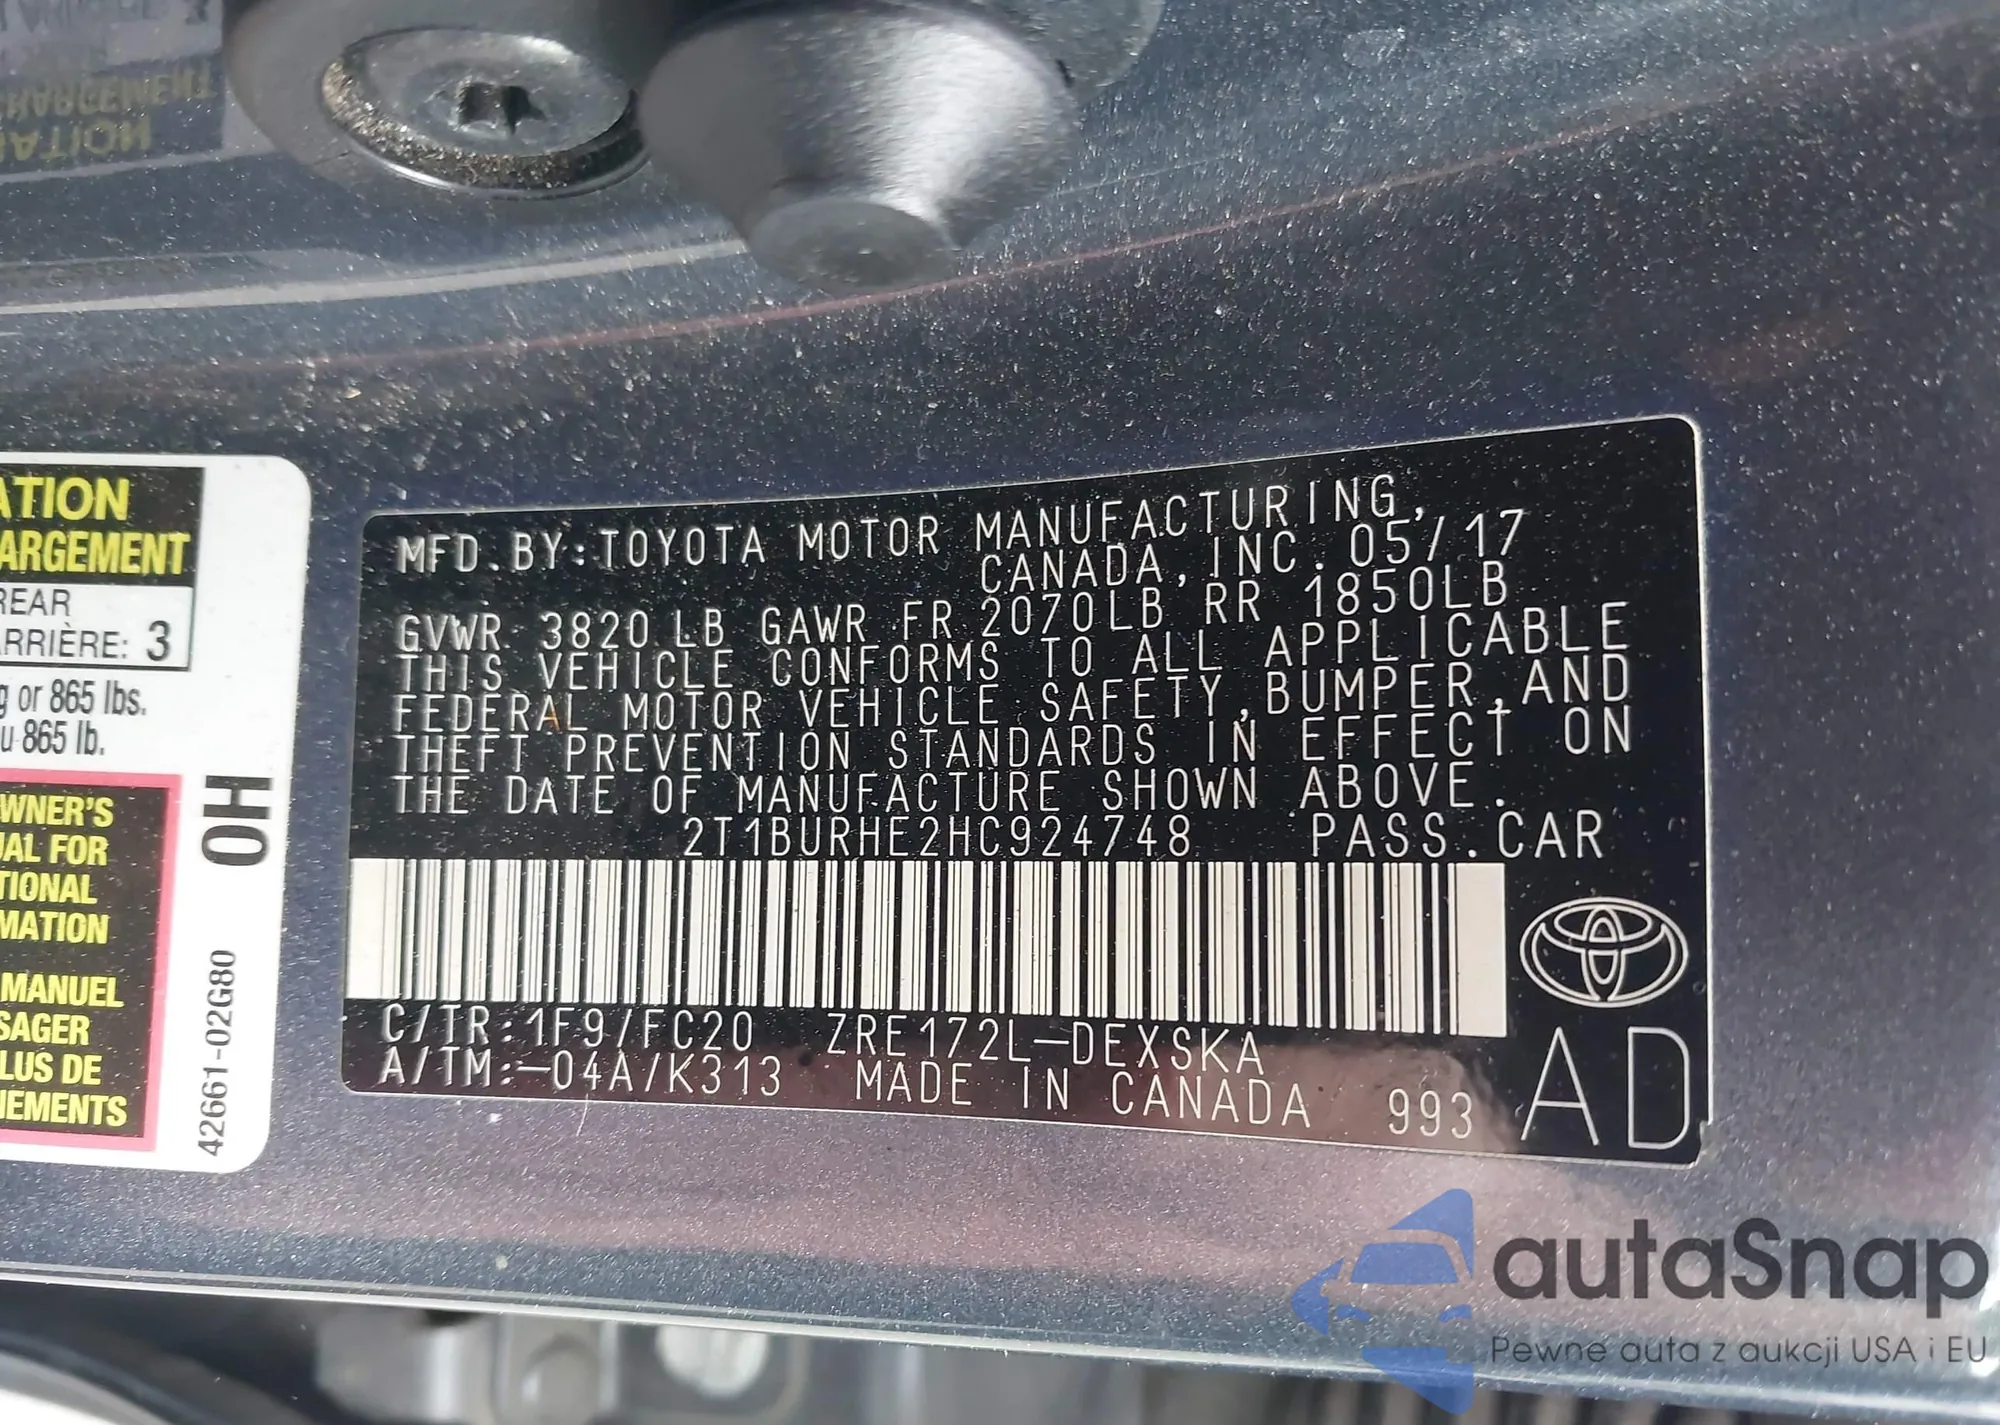 ATION
ARGEMENT
REAR
ARRIÈRE: 3
g or 865 lbs.
u 865 lb.
WNER'S
UAL FOR
TIONAL
MATION
MANUEL
SAGER
LUS DE
IEMENTS
OH
42661-02G80
MFD.BY:TOYOTA MOTOR MANUFACTURING,
CANADA,INC. 05/17
GVWR 3820 LB GAWR FR 2070LB RR 1850LB
THIS VEHICLE CONFORMS TO ALL APPLICABLE
FEDERAL MOTOR VEHICLE SAFETY,BUMPER,AND
THEFT PREVENTION STANDARDS IN EFFECT ON
THE DATE OF MANUFACTURE SHOWN ABOVE.
2T1BURHE2HC924748 PASS.CAR
C/TR:1F9/FC20 ZRE172L-DEXSKA
A/TM:-04A/K313 MADE IN CANADA 993
AD
autaSnap
Pewne auta z aukcji USA i EU